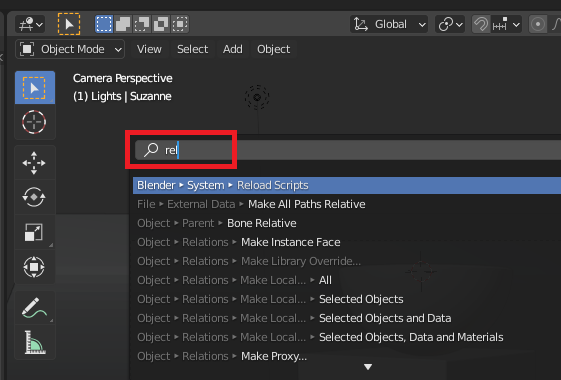 Global
Object Mode View Select Add Object
Camera Perspective
(1) Lights | Suzanne
rel
Blender ▸ System ▸ Reload Scripts
File ▸ External Data ▸ Make All Paths Relative
Object ▸ Parent ▸ Bone Relative
Object ▸ Relations ▸ Make Instance Face
Object ▸ Relations ▸ Make Library Override...
Object ▸ Relations ▸ Make Local... ▸ All
Object ▸ Relations ▸ Make Local... ▸ Selected Objects
Object ▸ Relations ▸ Make Local... ▸ Selected Objects and Data
Object ▸ Relations ▸ Make Local... ▸ Selected Objects, Data and Materials
Object ▸ Relations ▸ Make Proxy...